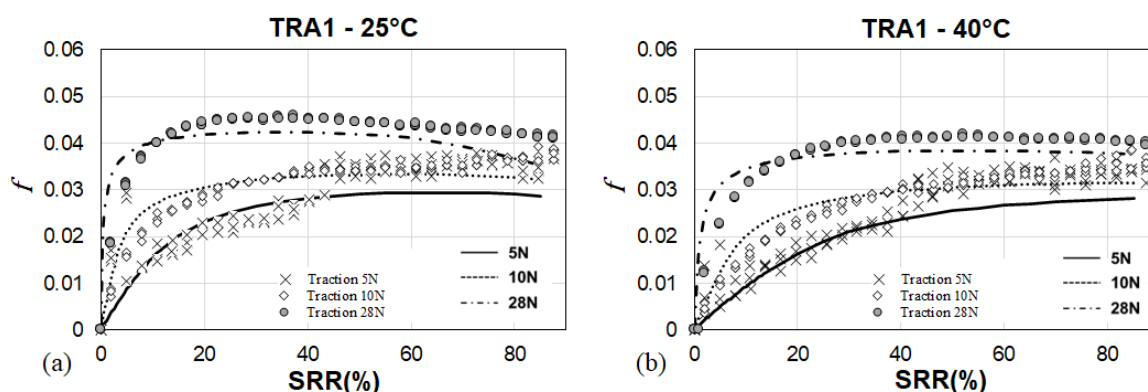 TRA1 - 25°C
0.06
0.05
0.04
0.03
0.02
0.01
0
f
0 20 40 60 80
SRR(%)
(a)
Traction 5N
Traction 10N
Traction 28N
5N
10N
28N
TRA1 - 40°C
0.06
0.05
0.04
0.03
0.02
0.01
0
f
0 20 40 60 80
SRR(%)
(b)
Traction 5N
Traction 10N
Traction 28N
5N
10N
28N